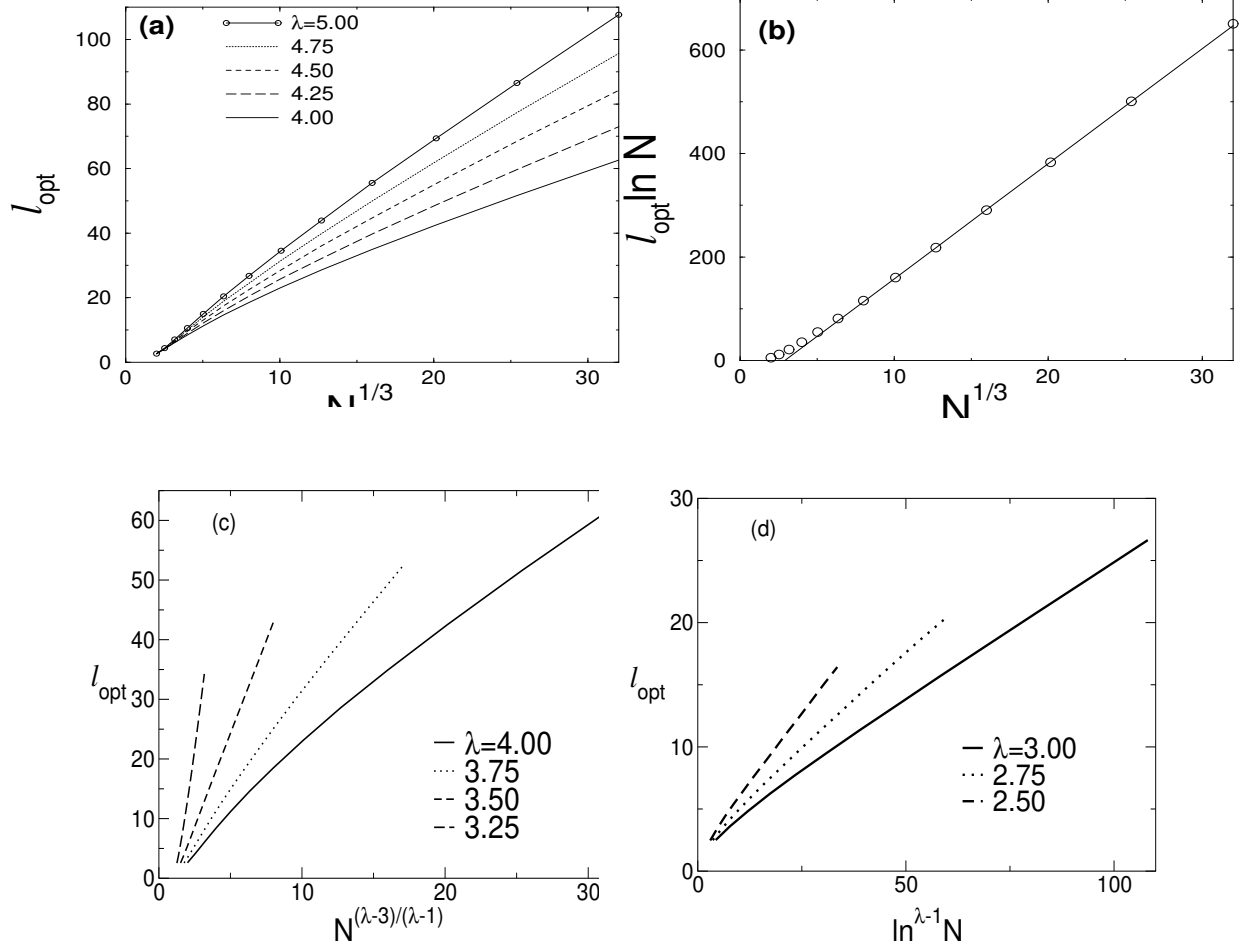 (a)
λ=5.00
4.75
4.50
4.25
4.00
100
80
60
40
20
0
0 10 20 30
l_opt
N^1/3
(b)
600
400
200
0
0 10 20 30
l_opt ln N
N^1/3
(c)
60
50
40
30
20
10
0
0 10 20 30
l_opt
λ=4.00
3.75
3.50
3.25
N^(λ-3)/(λ-1)
(d)
30
20
10
0
0 50 100
l_opt
λ=3.00
2.75
2.50
ln^λ-1 N